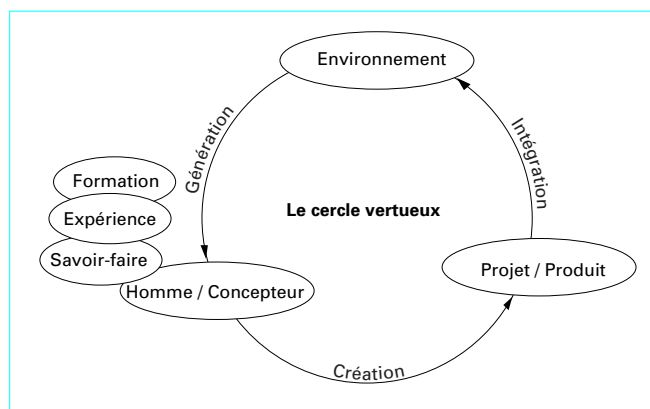 Environnement
Génération
Intégration
Formation
Expérience
Savoir-faire
Le cercle vertueux
Homme / Concepteur
Projet / Produit
Création